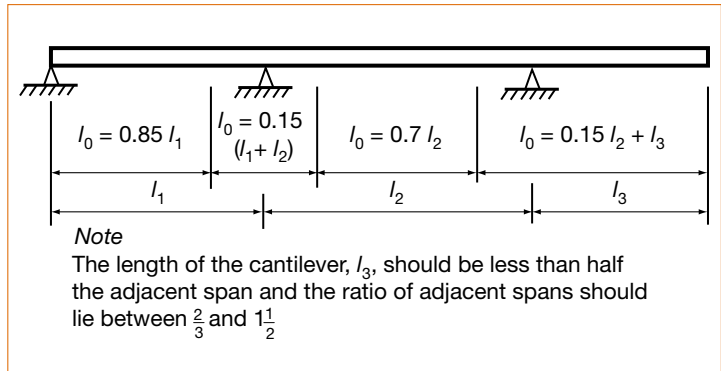 l₀ = 0.85 l₁
l₀ = 0.15
(l₁+ l₂)
l₀ = 0.7 l₂
l₀ = 0.15 l₂ + l₃
l₁
l₂
l₃
Note
The length of the cantilever, l₃, should be less than half
the adjacent span and the ratio of adjacent spans should
lie between 2/3 and 1 1/2